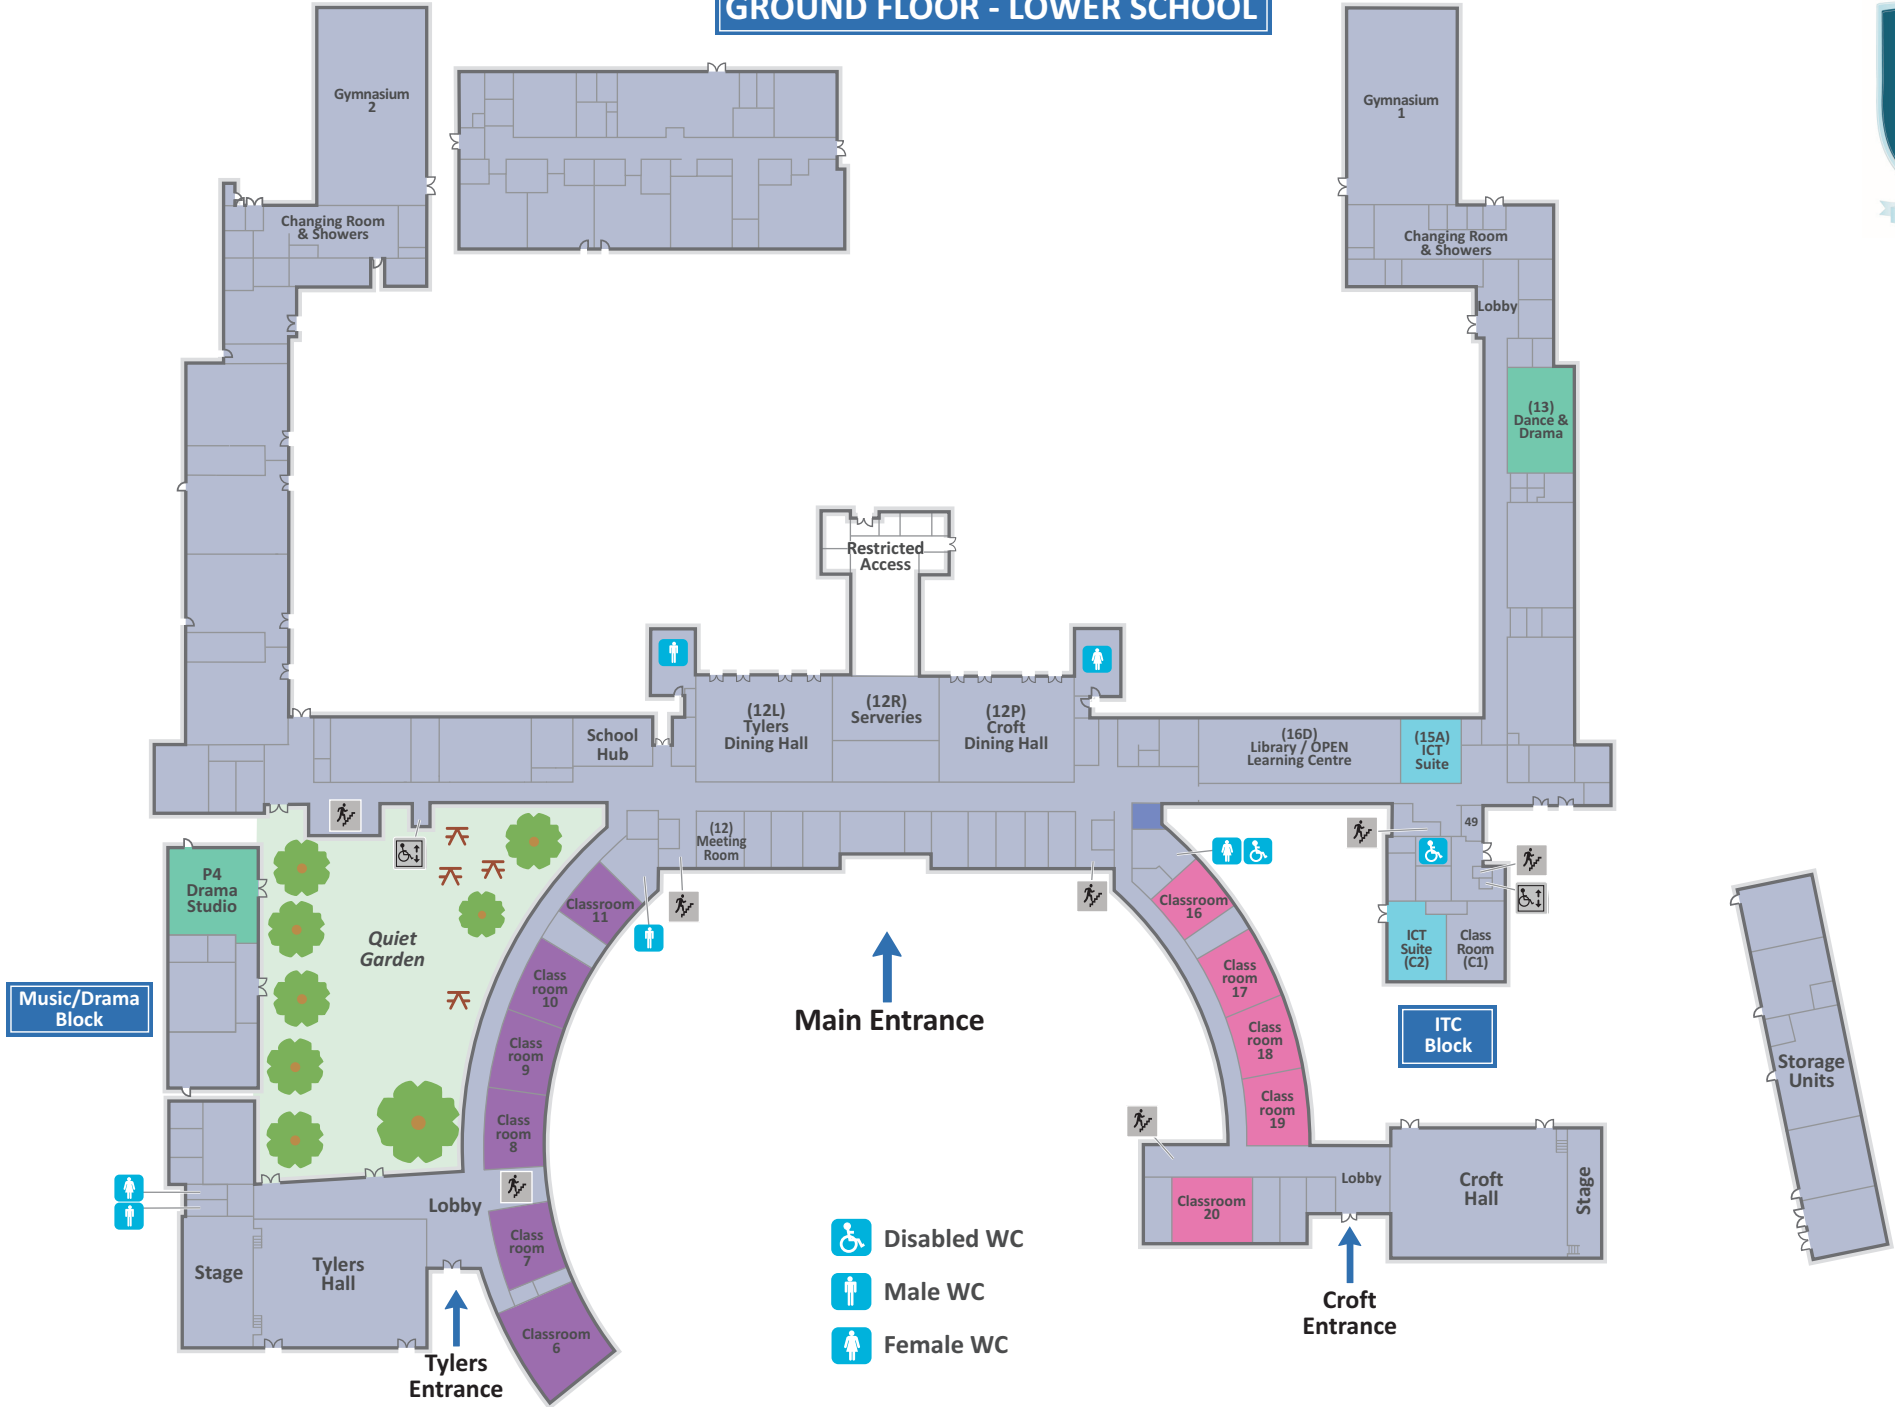 GROUND FLOOR - LOWER SCHOOL
Gymnasium
2
Gymnasium
1
Changing Room
& Showers
Changing Room
& Showers
Lobby
(13)
Dance &
Drama
Restricted
Access
School
Hub
(12L)
Tylers
Dining Hall
(12R)
Serveries
(12P)
Croft
Dining Hall
(16D)
Library / OPEN
Learning Centre
(15A)
ICT
Suite
(12)
Meeting
Room
49
P4
Drama
Studio
Quiet
Garden
Classroom
11
Classroom
16
ICT
Suite
(C2)
Class
Room
(C1)
Music/Drama
Block
Class
room
10
Class
room
17
Main Entrance
ITC
Block
Class
room
9
Class
room
18
Storage
Units
Class
room
8
Class
room
19
Lobby
Lobby
Classroom
20
Croft
Hall
Stage
Stage
Tylers
Hall
Class
room
7
Classroom
6
Disabled WC
Male WC
Female WC
Croft
Entrance
Tylers
Entrance